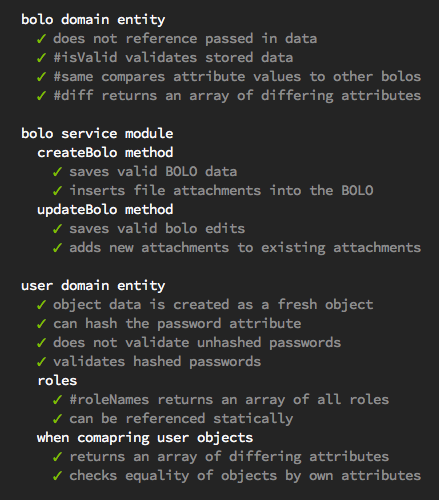 bolo domain entity
✓ does not reference passed in data
✓ #isValid validates stored data
✓ #same compares attribute values to other bolos
✓ #diff returns an array of differing attributes
bolo service module
createBolo method
✓ saves valid BOLO data
✓ inserts file attachments into the BOLO
updateBolo method
✓ saves valid bolo edits
✓ adds new attachments to existing attachments
user domain entity
✓ object data is created as a fresh object
✓ can hash the password attribute
✓ does not validate unhashed passwords
✓ validates hashed passwords
roles
✓ #roleNames returns an array of all roles
✓ can be referenced statically
when comapring user objects
✓ returns an array of differing attributes
✓ checks equality of objects by own attributes